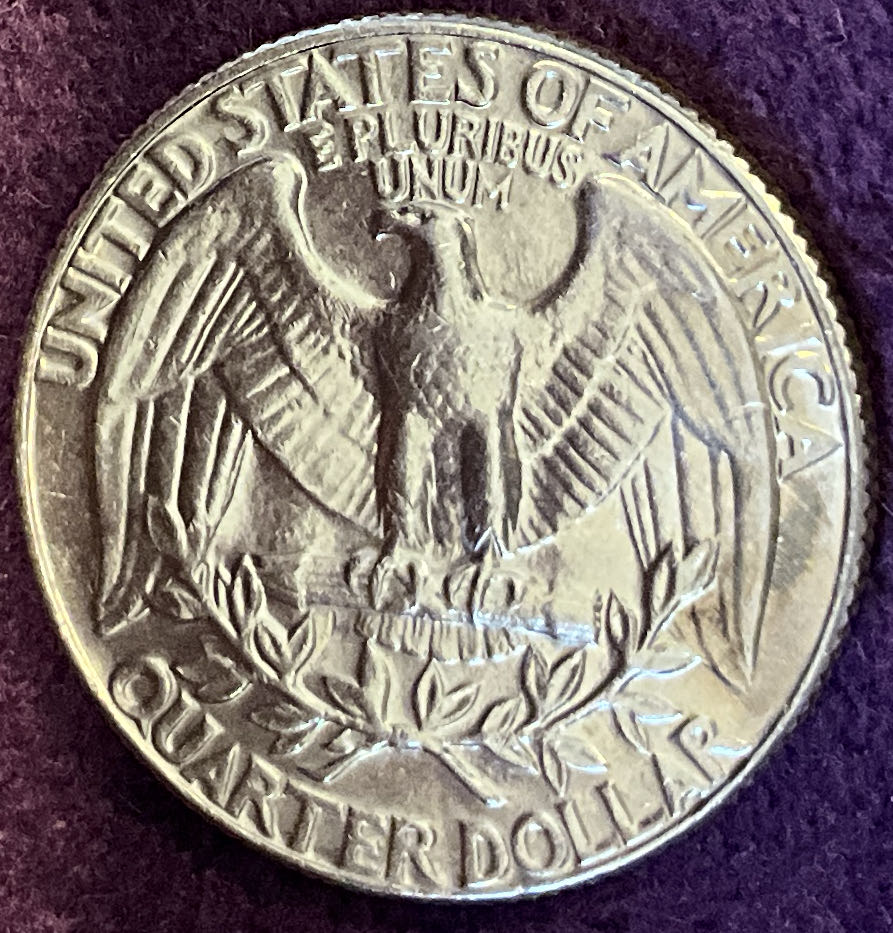 UNITED STATES OF AMERICA
E PLURIBUS
UNUM
QUARTER DOLLAR